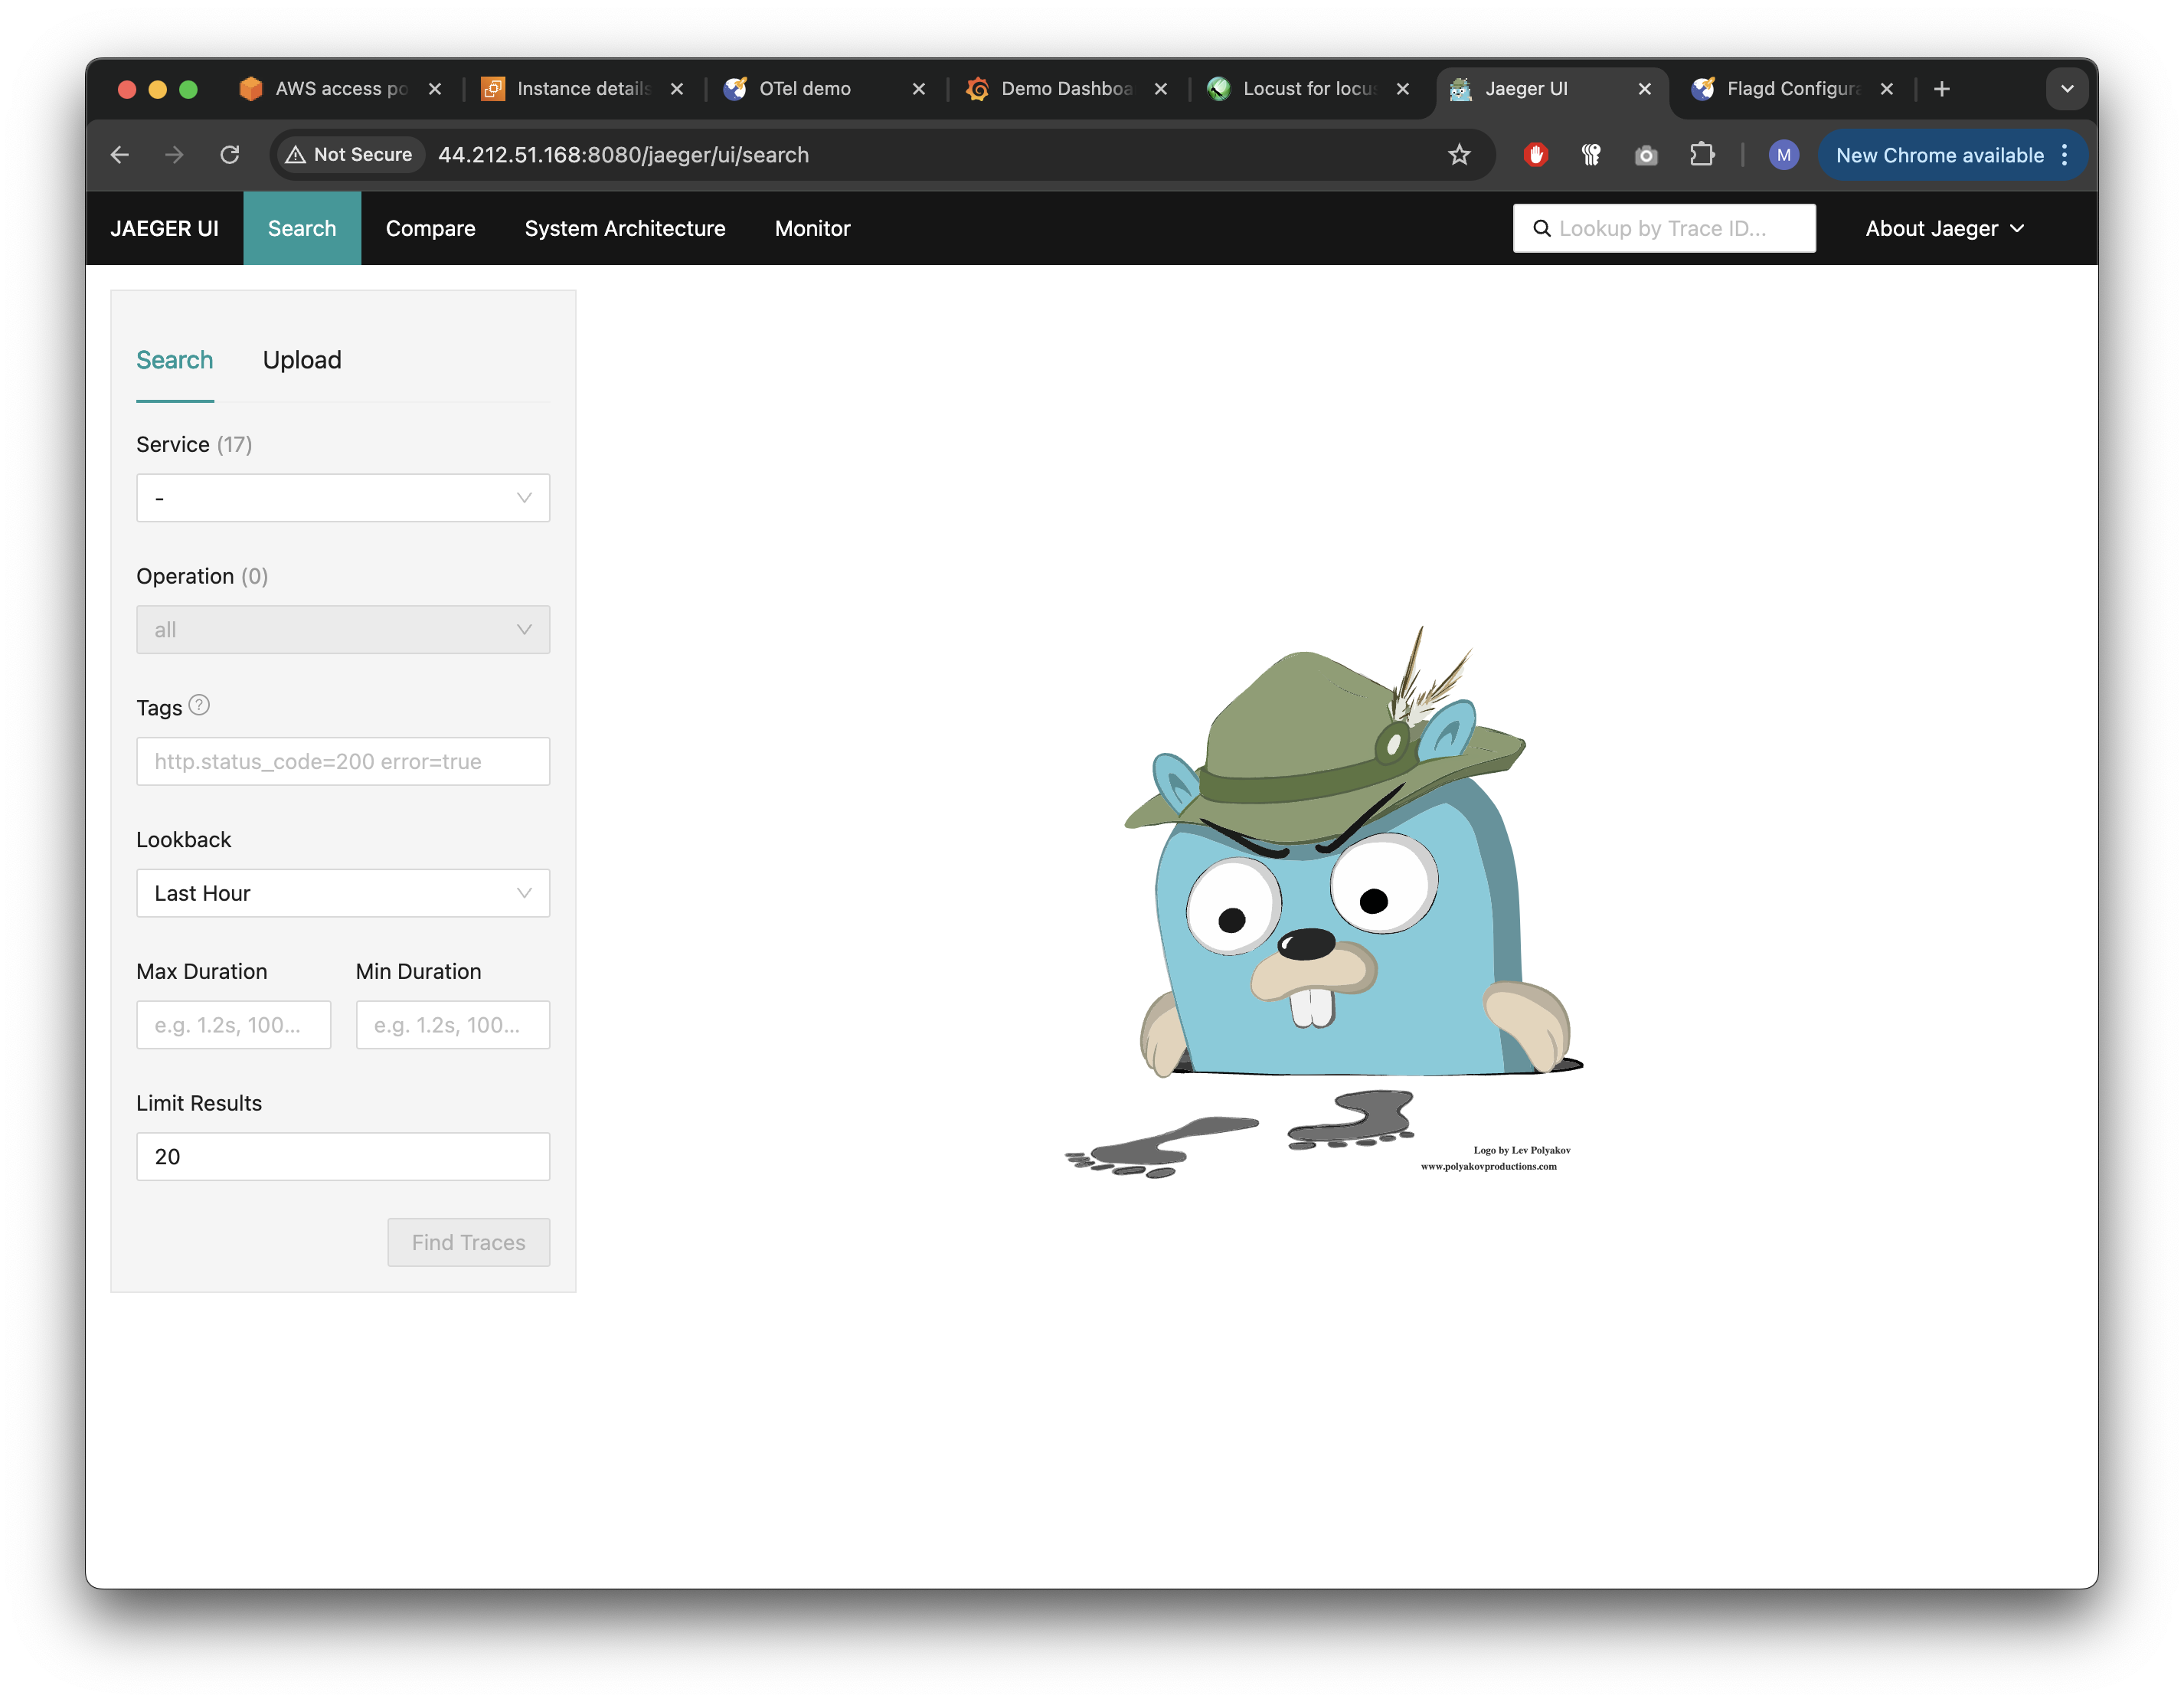 AWS access po
Instance details
OTel demo
Demo Dashboa
Locust for locus
Jaeger UI
Flagd Configura
Not Secure
44.212.51.168:8080/jaeger/ui/search
M
New Chrome available
JAEGER UI
Search
Compare
System Architecture
Monitor
Lookup by Trace ID...
About Jaeger
Search
Upload
Service (17)
-
Operation (0)
all
Tags ?
http.status_code=200 error=true
Lookback
Last Hour
Max Duration
Min Duration
e.g. 1.2s, 100...
e.g. 1.2s, 100...
Limit Results
20
Find Traces
Logo by Lev Polyakov
www.polyakovproductions.com